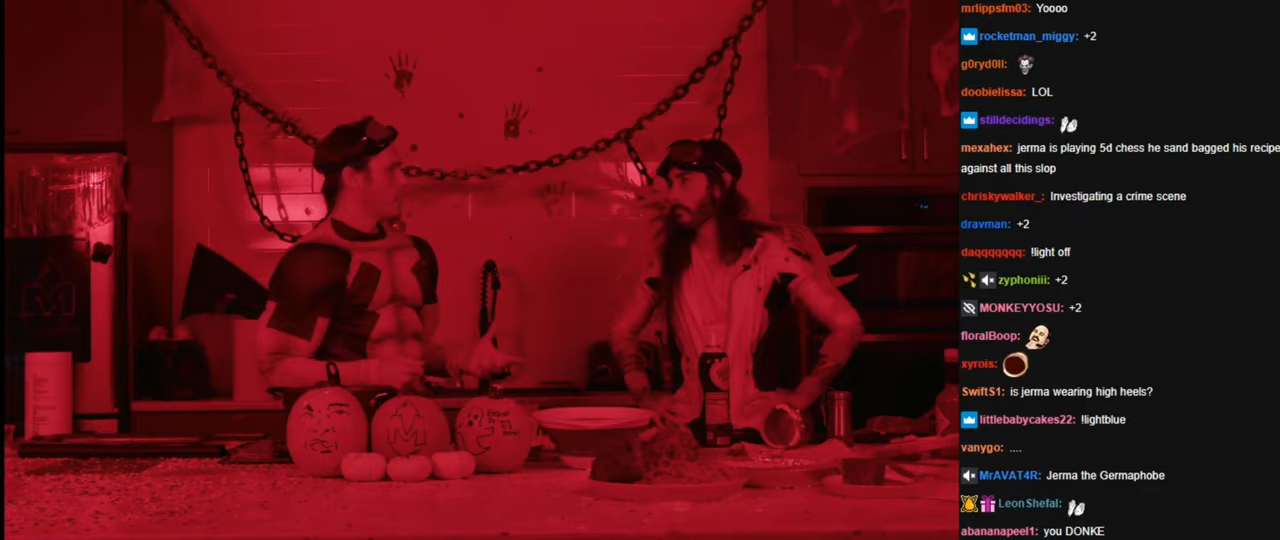 mrlippsfm03: Yoooo
rocketman_miggy: +2
g0ryd0ll:
doobielissa: LOL
stilldecidings:
mexahex: jerma is playing 5d chess he sand bagged his recipe
against all this slop
chriskywalker_: Investigating a crime scene
dravman: +2
daqqqqqqq: !light off
zyphoniii: +2
MONKEYYOSU: +2
floralBoop:
xyrois:
SwiftS1: is jerma wearing high heels?
littlebabycakes22: !lightblue
vanygo: ....
MrAVAT4R: Jerma the Germaphobe
LeonShefal:
abananapeel1: you DONKE